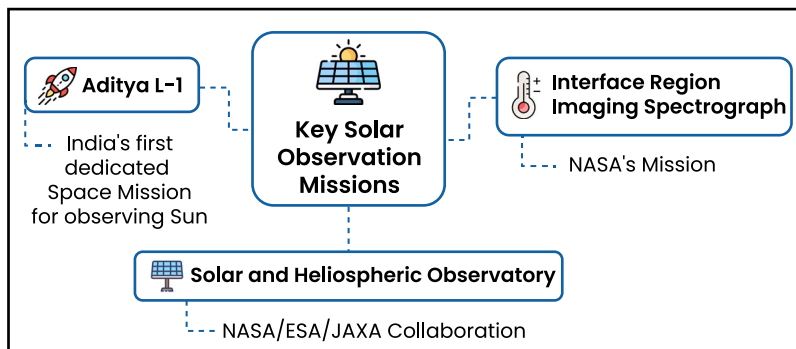 Key Solar
Observation
Missions
Aditya L-1
India's first
dedicated
Space Mission
for observing Sun
Interface Region
Imaging Spectrograph
NASA's Mission
Solar and Heliospheric Observatory
NASA/ESA/JAXA Collaboration